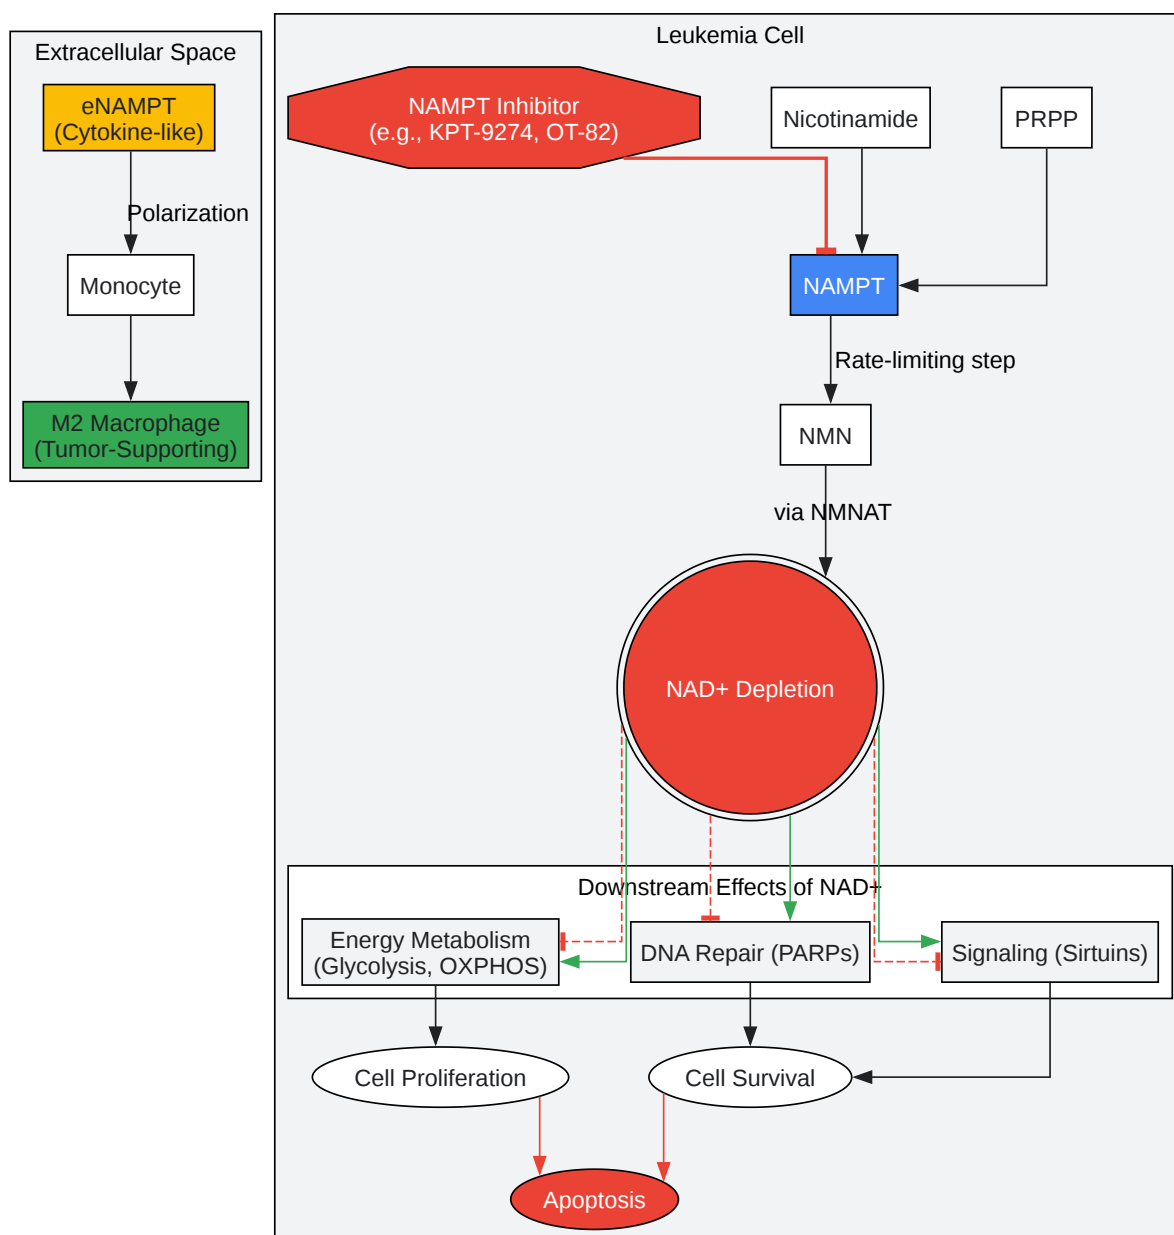 Extracellular Space
eNAMPT
(Cytokine-like)
Polarization
Monocyte
M2 Macrophage
(Tumor-Supporting)
Leukemia Cell
NAMPT Inhibitor
(e.g., KPT-9274, OT-82)
Nicotinamide
PRPP
NAMPT
Rate-limiting step
NMN
via NMNAT
NAD+ Depletion
Downstream Effects of NAD+
Energy Metabolism
(Glycolysis, OXPHOS)
DNA Repair (PARPs)
Signaling (Sirtuins)
Cell Proliferation
Cell Survival
Apoptosis